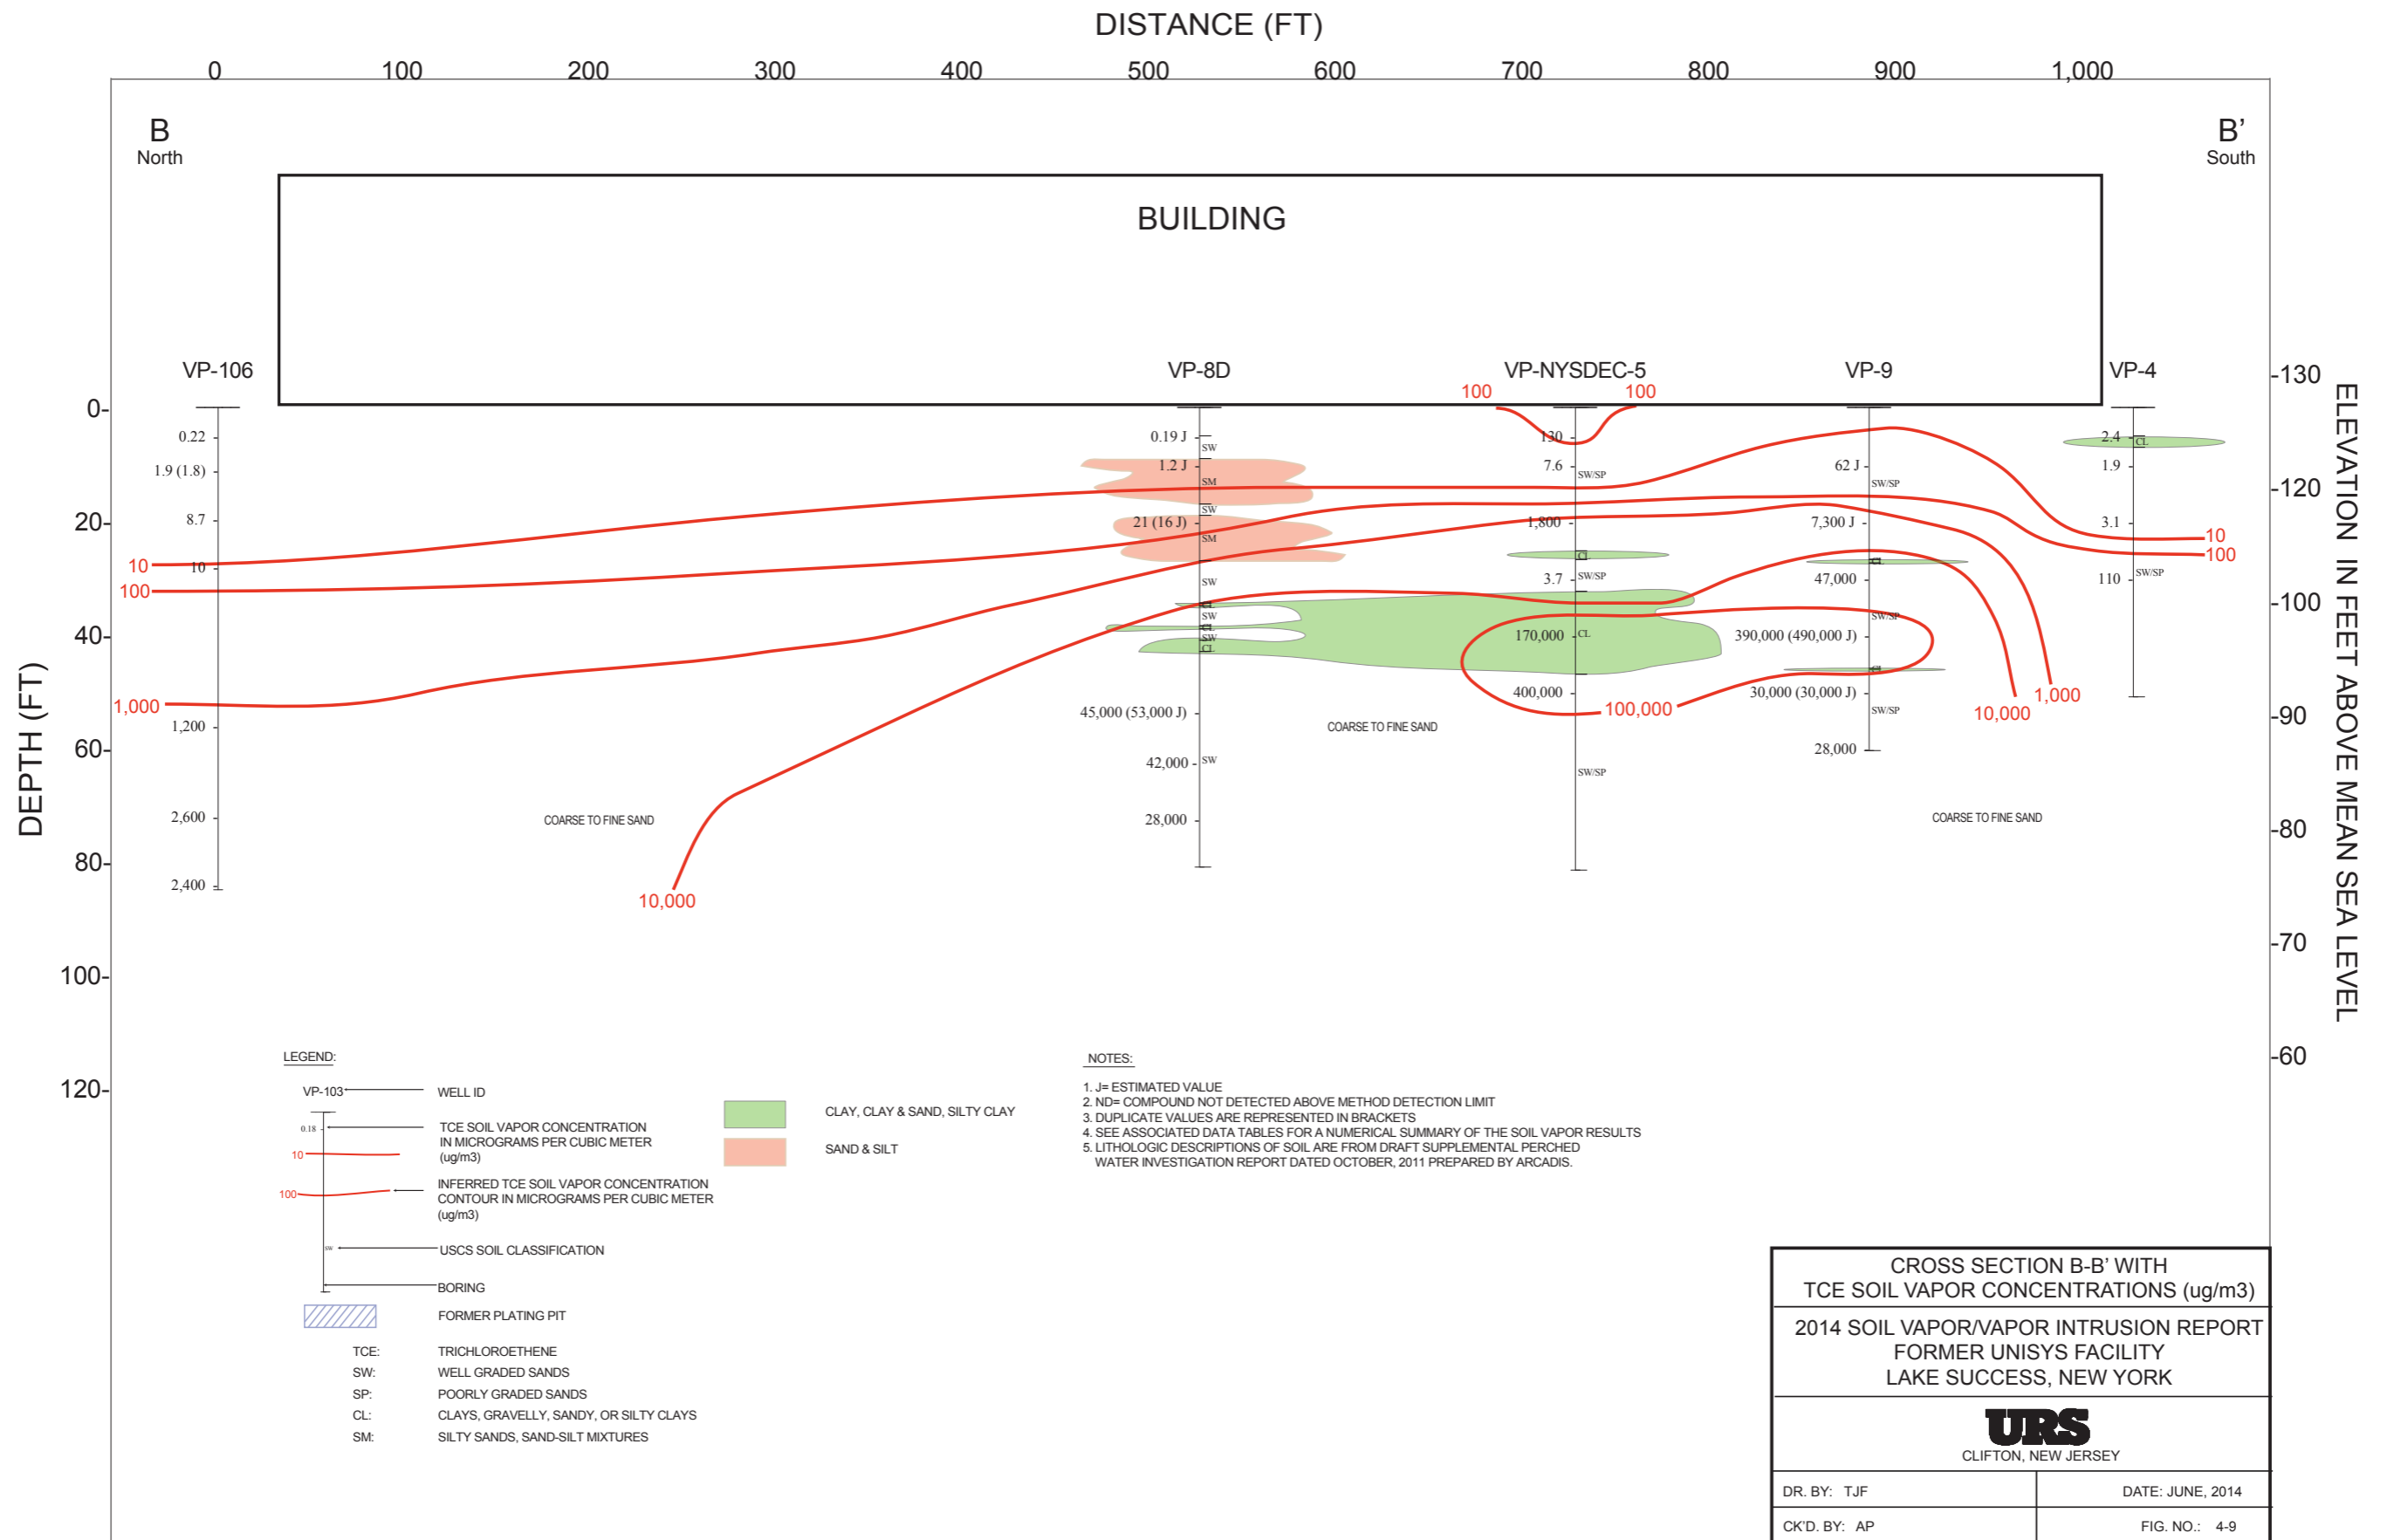 DISTANCE (FT)
0 100 200 300 400 500 600 700 800 900 1,000
B
North
B’
South
BUILDING
VP-106
VP-8D
VP-NYSDEC-5
VP-9
VP-4
DEPTH (FT)
0-
20-
40-
60-
80-
100-
120-
ELEVATION IN FEET ABOVE MEAN SEA LEVEL
-130
-120
-100
-100
-90
-80
-70
-60
0.22
1.9 (1.8)
8.7
10
1,200
2,600
2,400
0.19 J
SW
1.2 J
SM
SW
21 (16 J)
SM
SW
CL
SW
CL
SW
CL
45,000 (53,000 J)
42,000
SW
28,000
130
7.6
SW/SP
1,800
CL
3.7
SW/SP
170,000
CL
400,000
SW/SP
62 J
SW/SP
7,300 J
CL
47,000
SW/SP
390,000 (490,000 J)
CL
30,000 (30,000 J)
SW/SP
28,000
2.4
CL
1.9
3.1
110
SW/SP
100
100
10
100
1,000
10,000
100,000
10,000
1,000
10
100
COARSE TO FINE SAND
COARSE TO FINE SAND
COARSE TO FINE SAND
LEGEND:
VP-103
WELL ID
0.18
TCE SOIL VAPOR CONCENTRATION
IN MICROGRAMS PER CUBIC METER
(ug/m3)
10
100
INFERRED TCE SOIL VAPOR CONCENTRATION
CONTOUR IN MICROGRAMS PER CUBIC METER
(ug/m3)
SW
USCS SOIL CLASSIFICATION
BORING
FORMER PLATING PIT
TCE: TRICHLOROETHENE
SW: WELL GRADED SANDS
SP: POORLY GRADED SANDS
CL: CLAYS, GRAVELLY, SANDY, OR SILTY CLAYS
SM: SILTY SANDS, SAND-SILT MIXTURES
CLAY, CLAY & SAND, SILTY CLAY
SAND & SILT
NOTES:
1. J= ESTIMATED VALUE
2. ND= COMPOUND NOT DETECTED ABOVE METHOD DETECTION LIMIT
3. DUPLICATE VALUES ARE REPRESENTED IN BRACKETS
4. SEE ASSOCIATED DATA TABLES FOR A NUMERICAL SUMMARY OF THE SOIL VAPOR RESULTS
5. LITHOLOGIC DESCRIPTIONS OF SOIL ARE FROM DRAFT SUPPLEMENTAL PERCHED
WATER INVESTIGATION REPORT DATED OCTOBER, 2011 PREPARED BY ARCADIS.
CROSS SECTION B-B’ WITH
TCE SOIL VAPOR CONCENTRATIONS (ug/m3)
2014 SOIL VAPOR/VAPOR INTRUSION REPORT
FORMER UNISYS FACILITY
LAKE SUCCESS, NEW YORK
URS
CLIFTON, NEW JERSEY
DR. BY: TJF
DATE: JUNE, 2014
CK'D. BY: AP
FIG. NO.: 4-9